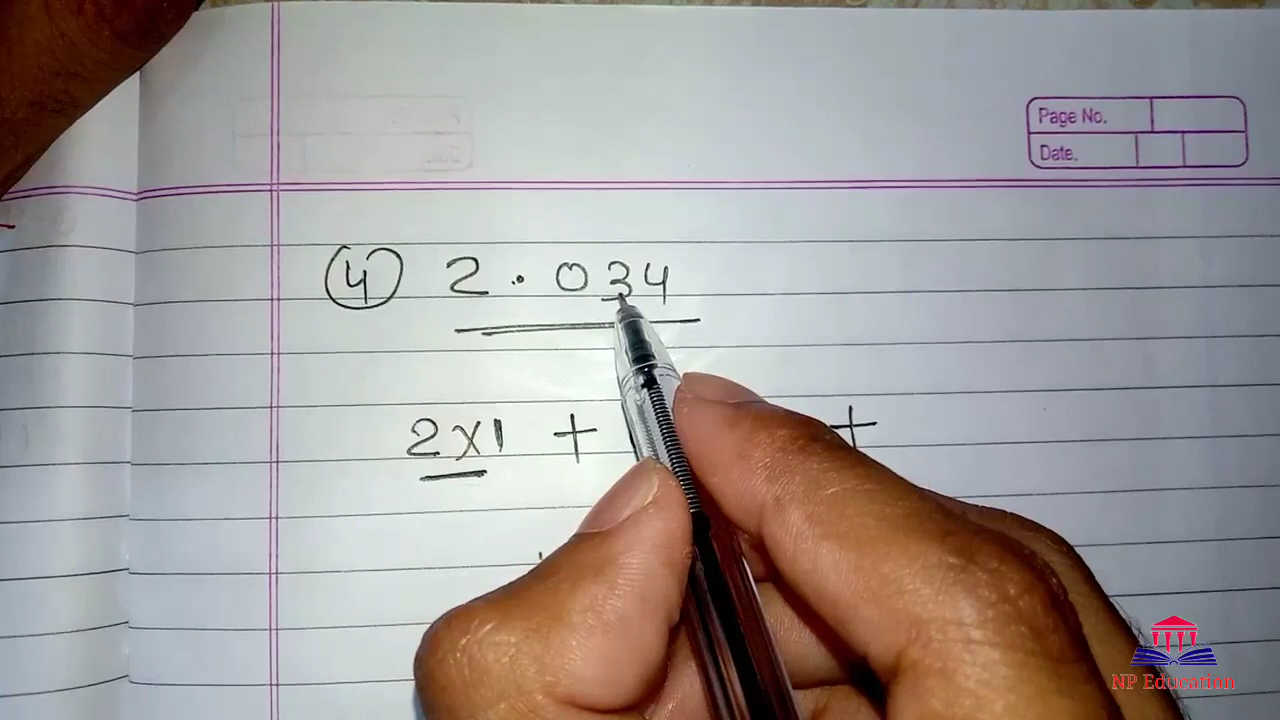 Page No.
Date.
④ 2.034
2x1 + +
NP Education